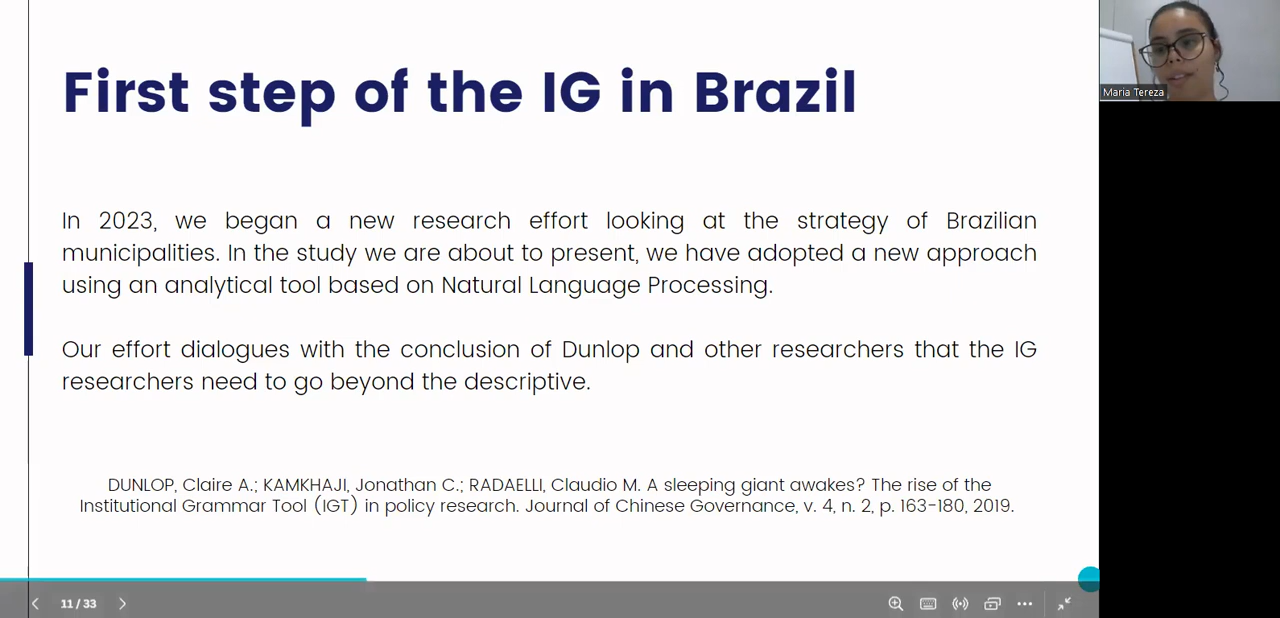 First step of the IG in Brazil
Maria Tereza
In 2023, we began a new research effort looking at the strategy of Brazilian
municipalities. In the study we are about to present, we have adopted a new approach
using an analytical tool based on Natural Language Processing.
Our effort dialogues with the conclusion of Dunlop and other researchers that the IG
researchers need to go beyond the descriptive.
DUNLOP, Claire A.; KAMKHAJI, Jonathan C.; RADAELLI, Claudio M. A sleeping giant awakes? The rise of the
Institutional Grammar Tool (IGT) in policy research. Journal of Chinese Governance, v. 4, n. 2, p. 163-180, 2019.
11 / 33